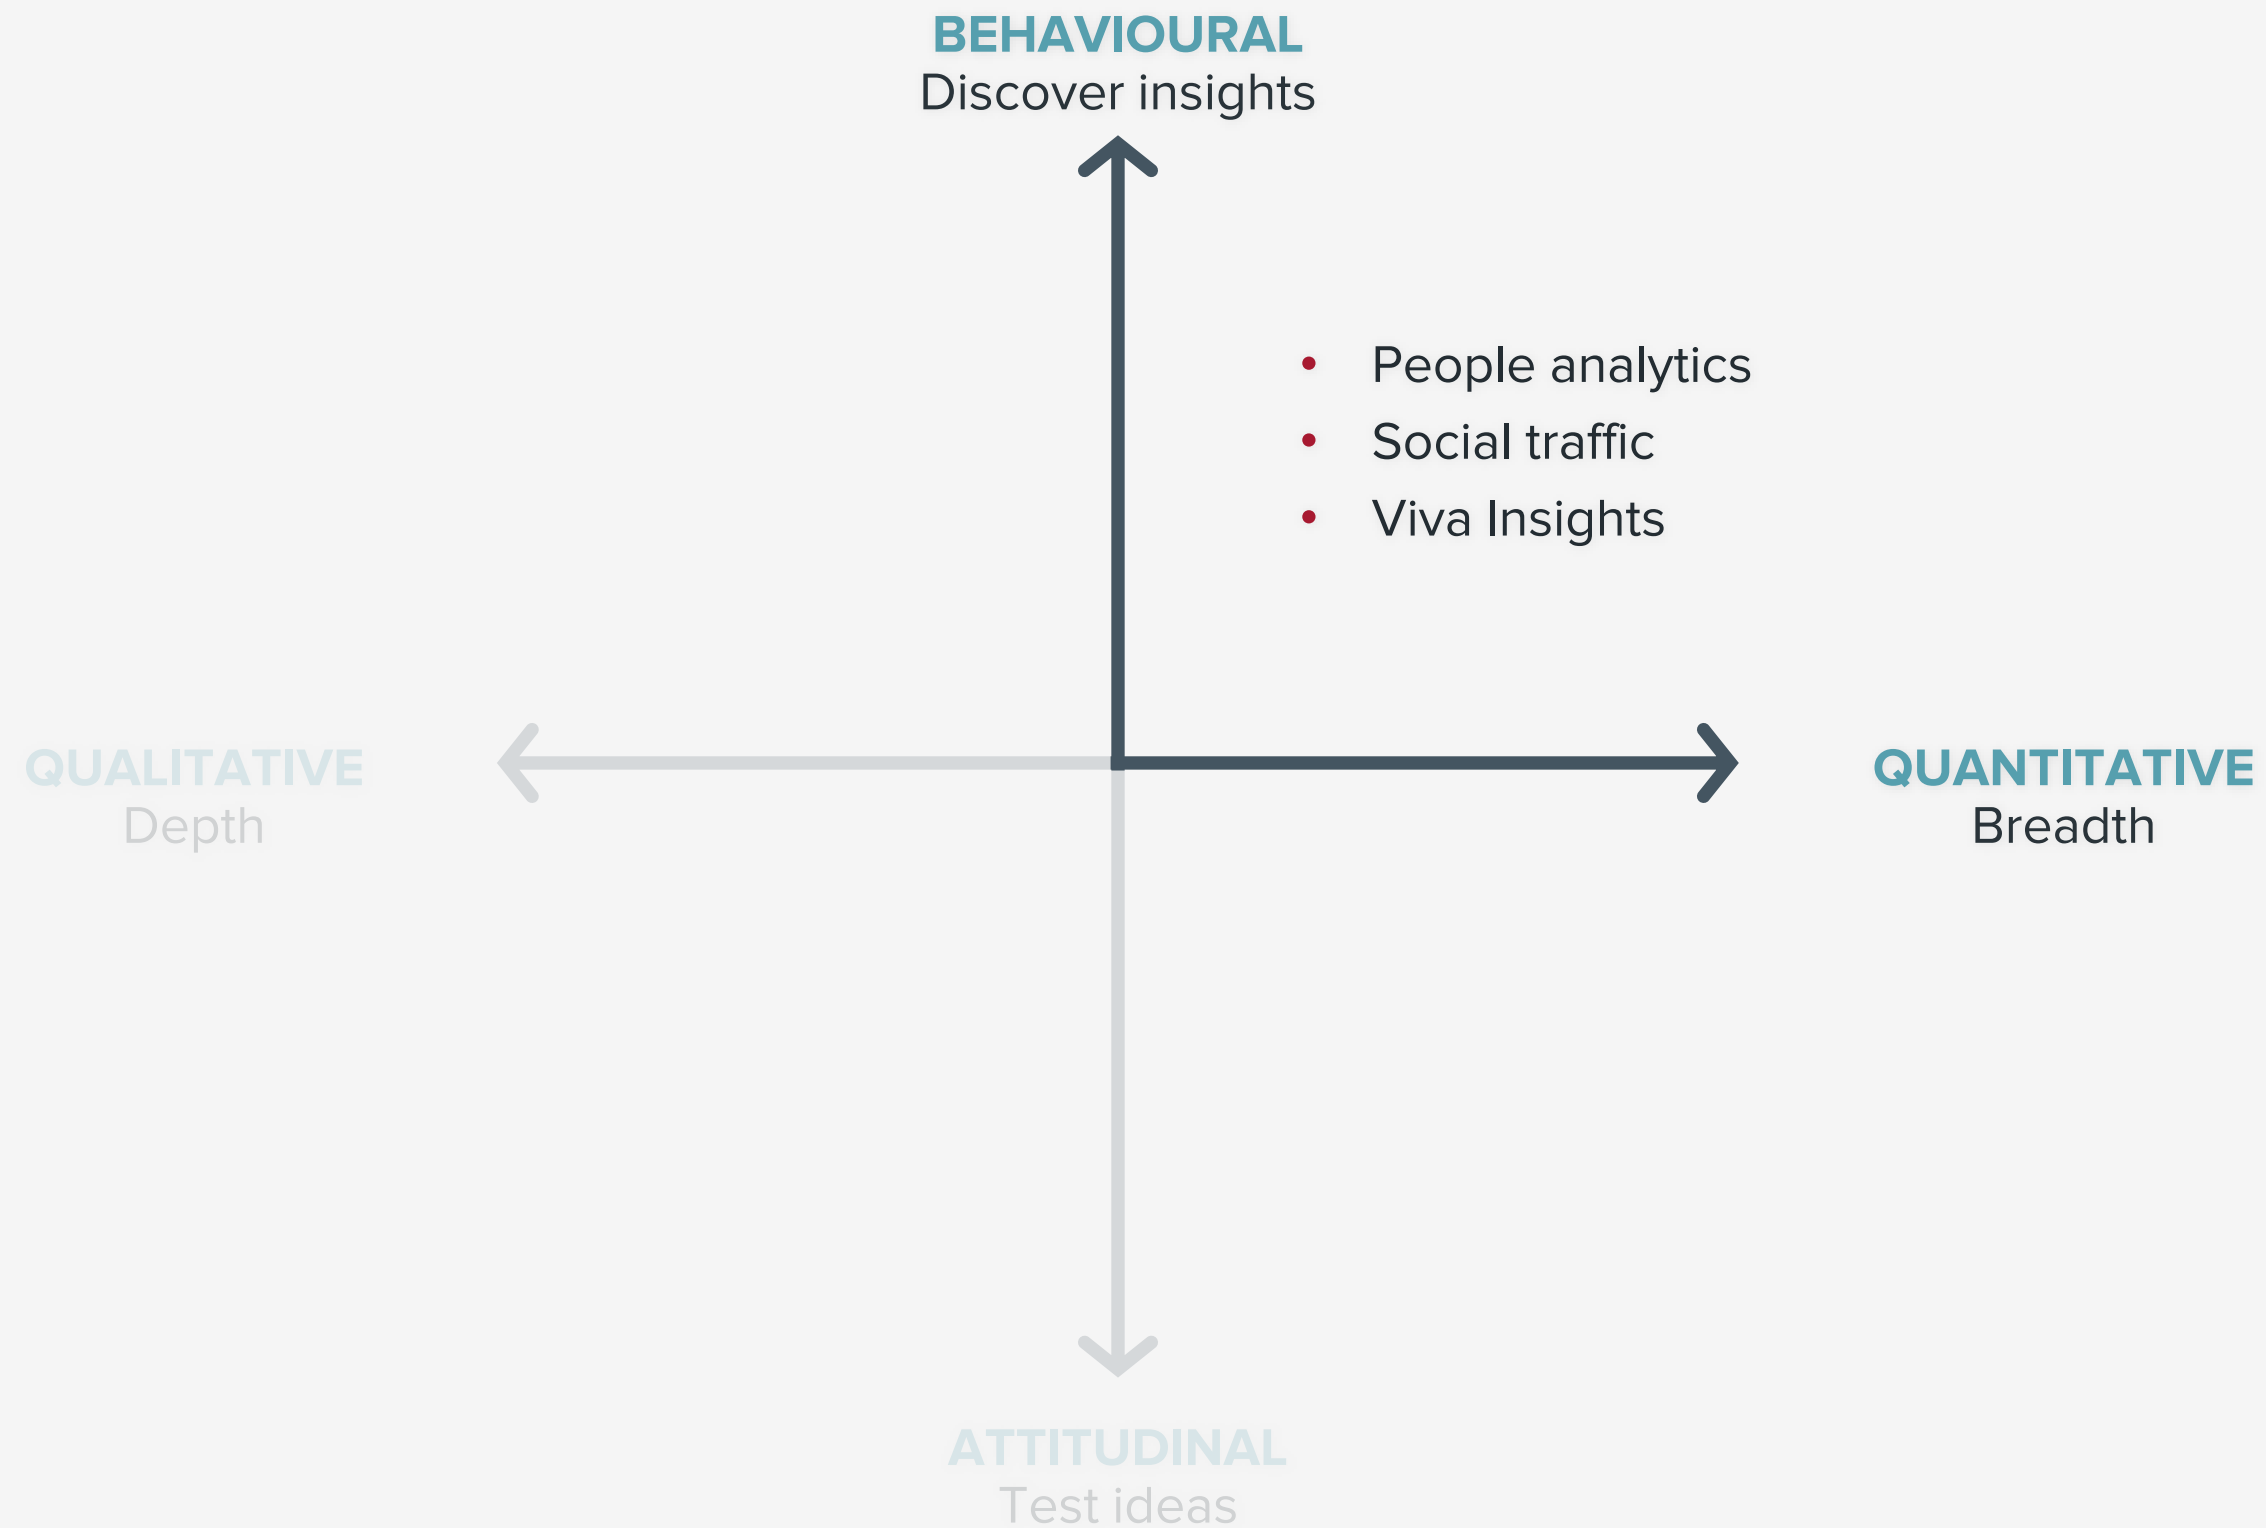 BEHAVIOURAL
Discover insights
• People analytics
• Social traffic
• Viva Insights
QUALITATIVE
Depth
QUANTITATIVE
Breadth
ATTITUDINAL
Test ideas